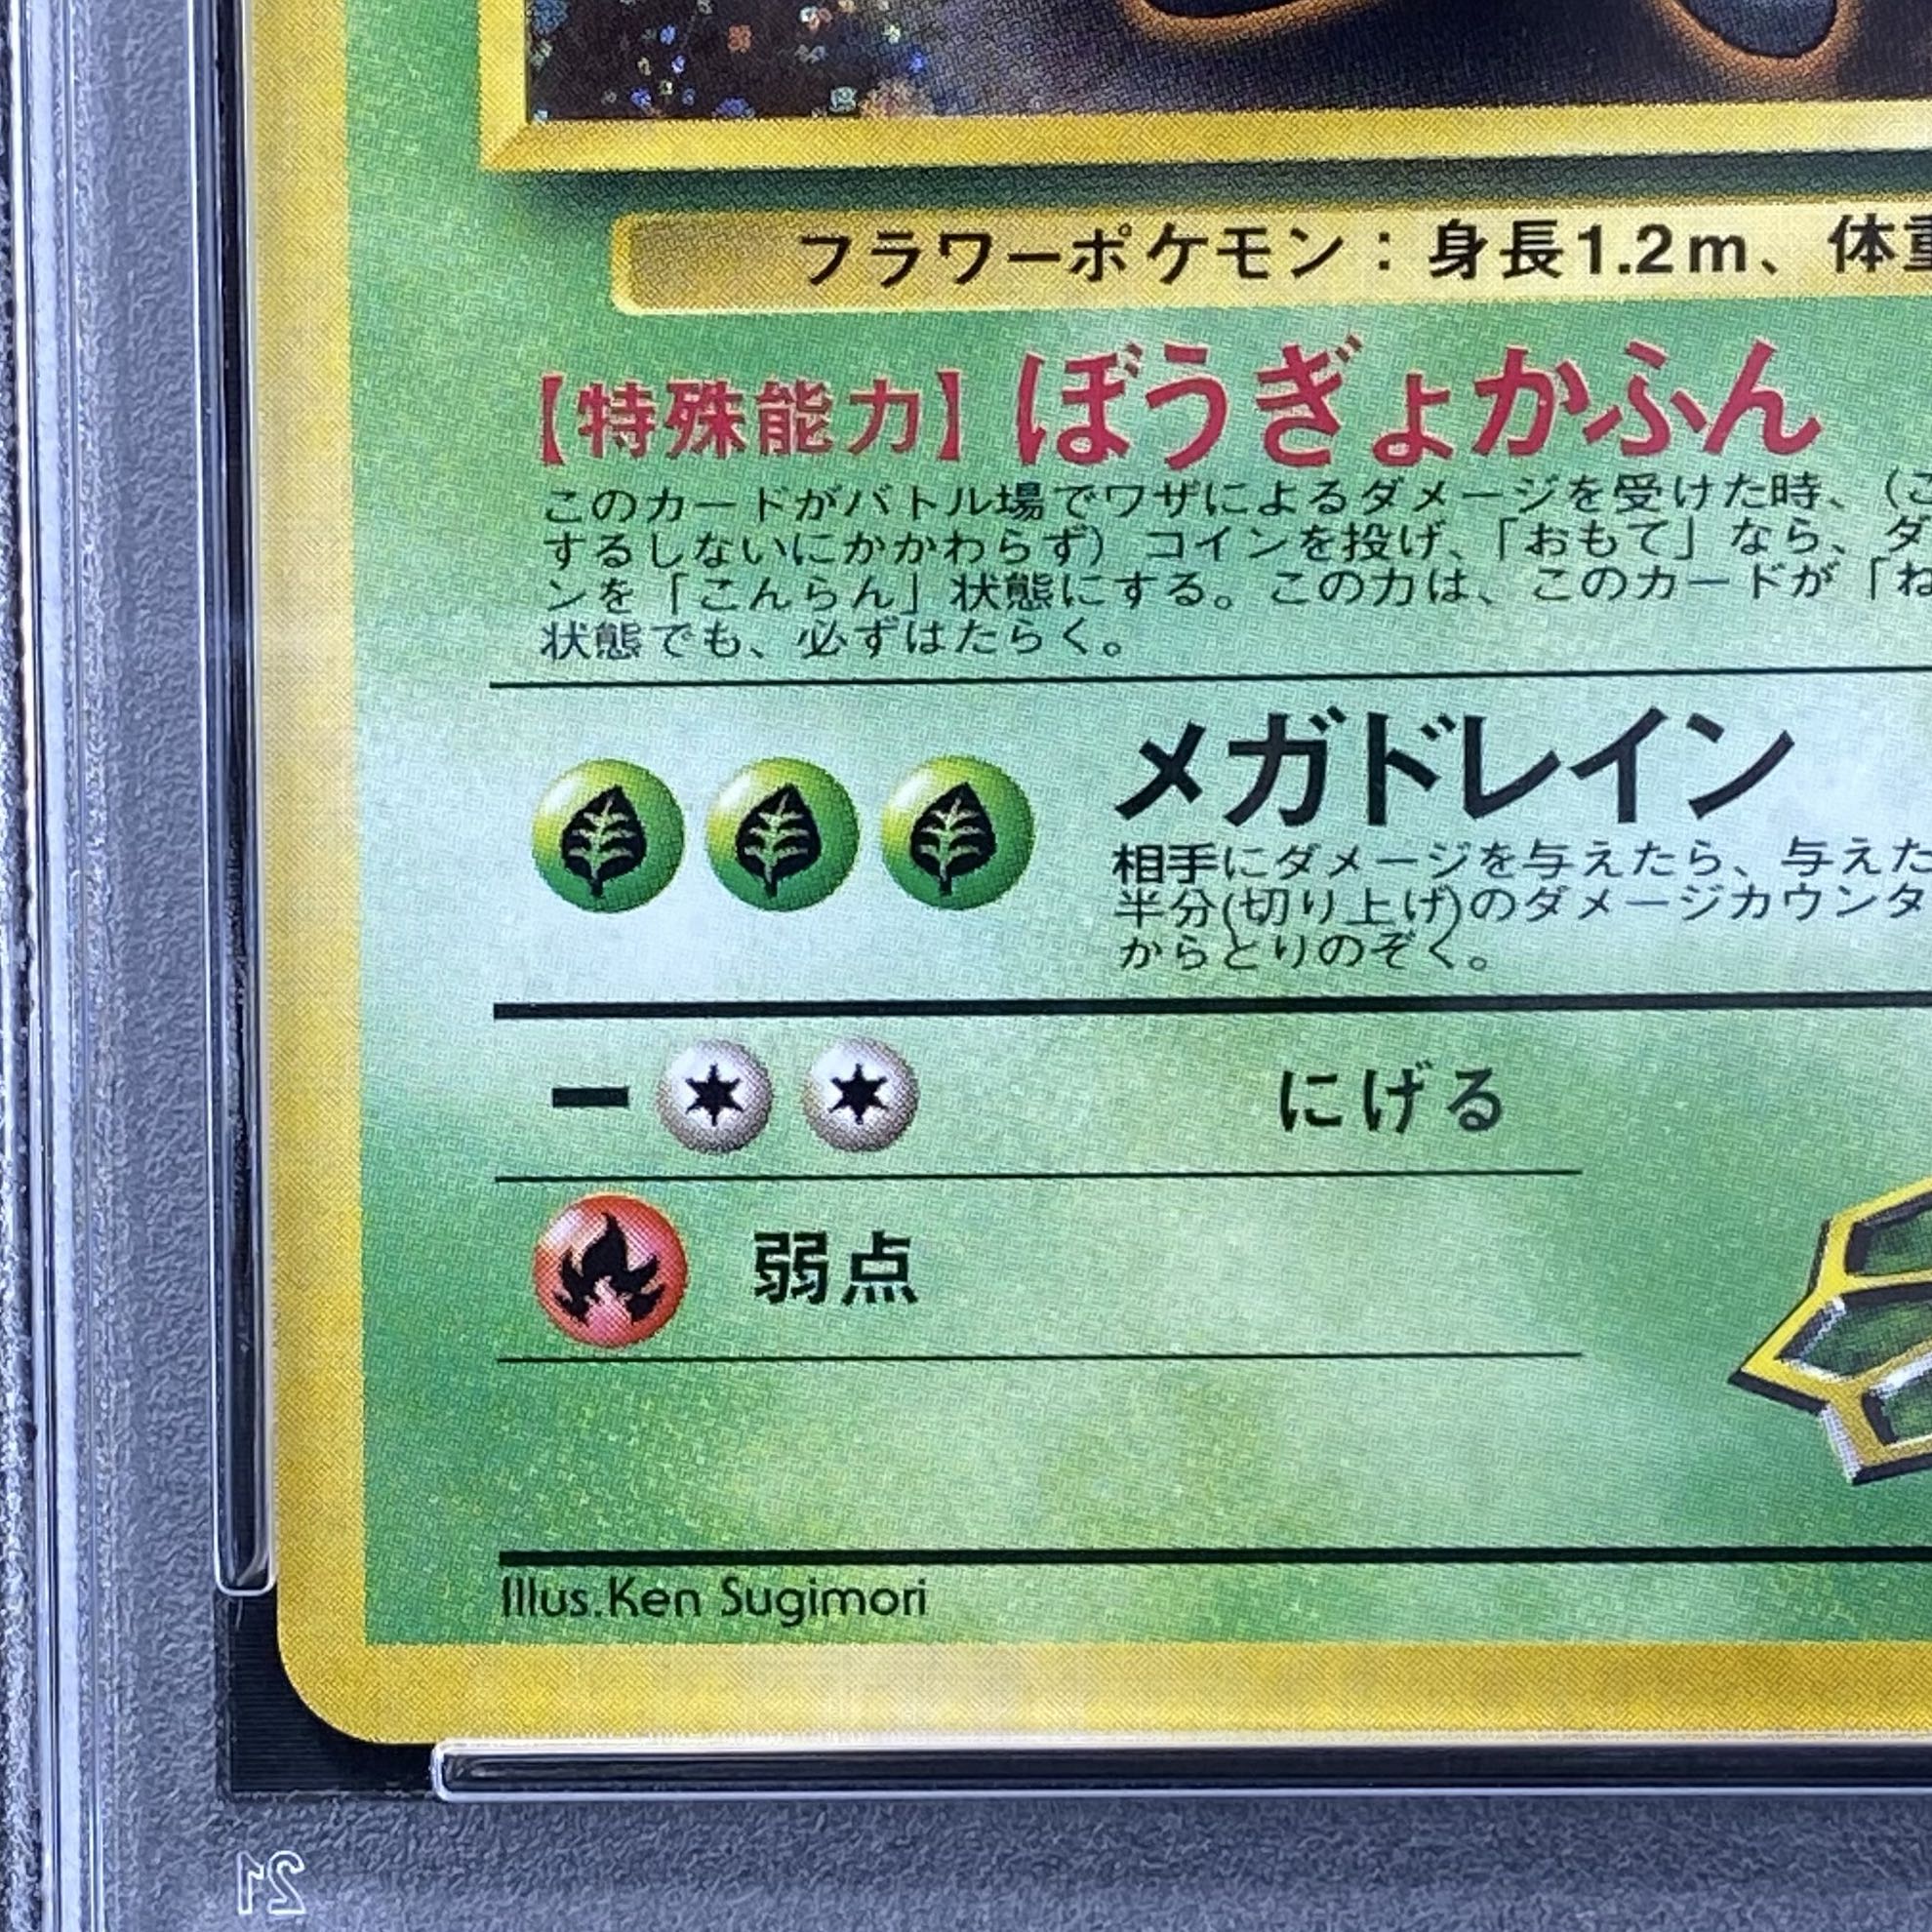 フラワーポケモン：身長1.2m、体重
【特殊能力】ぼうぎょかふん
このカードがバトル場でワザによるダメージを受けた時、（こ
するしないにかかわらず）コインを投げ、「おもて」なら、ダ
ンを「こんらん」状態にする。この力は、このカードが「ね
状態でも、必ずはたらく。
メガドレイン
相手にダメージを与えたら、与えた
半分(切り上げ)のダメージカウンタ
からとりのぞく。
にげる
弱点
Illus.Ken Sugimori
21